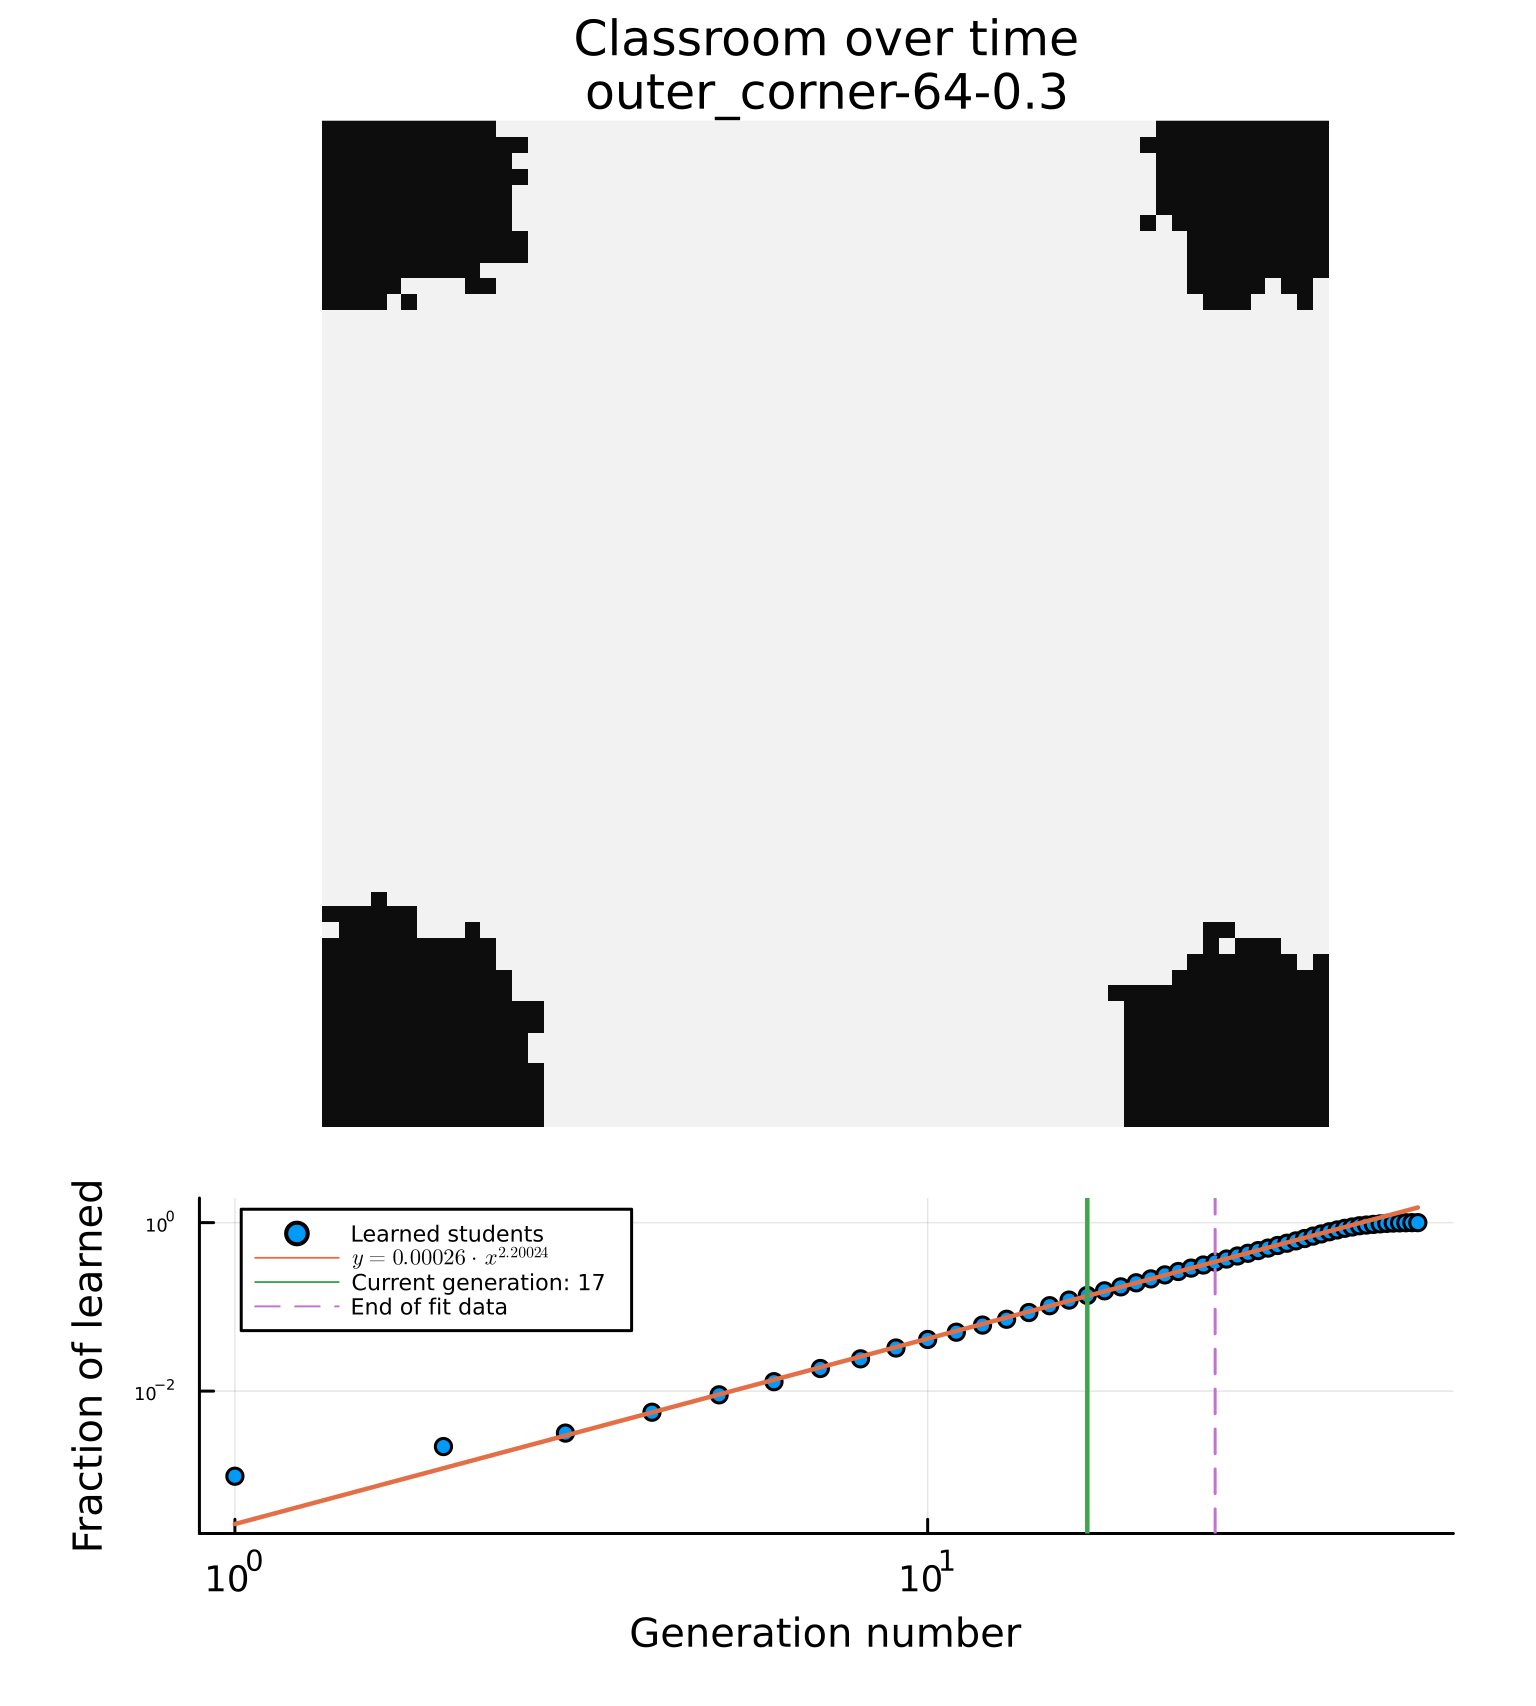 Classroom over time
outer_corner-64-0.3
Fraction of learned
10^0
10^-2
Learned students
y = 0.00026 · x^2.20024
Current generation: 17
End of fit data
10^0 10^1
Generation number